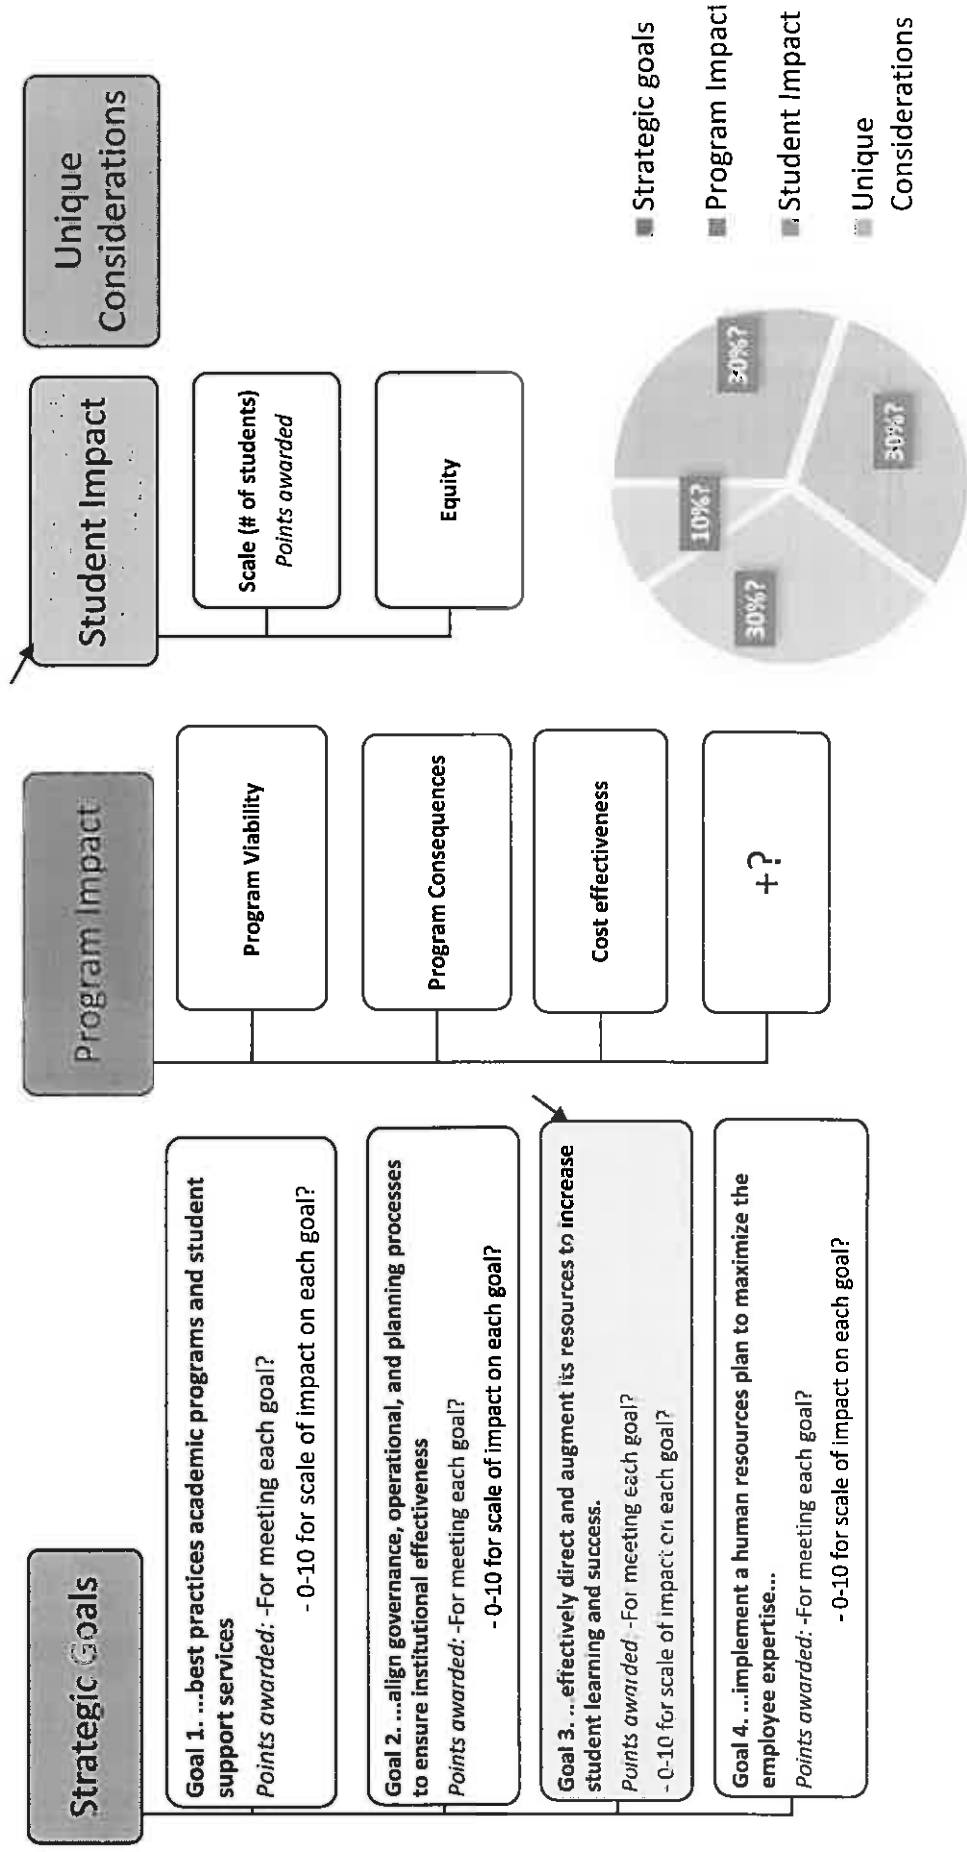 Strategic Goals
Goal 1. ...best practices academic programs and student
support services
Points awarded: -For meeting each goal?
- 0-10 for scale of impact on each goal?
Goal 2. ...align governance, operational, and planning processes
to ensure institutional effectiveness
Points awarded: -For meeting each goal?
- 0-10 for scale of impact on each goal?
Goal 3. ...effectively direct and augment its resources to increase
student learning and success.
Points awarded: -For meeting each goal?
- 0-10 for scale of impact on each goal?
Goal 4. ...implement a human resources plan to maximize the
employee expertise...
Points awarded: -For meeting each goal?
- 0-10 for scale of impact on each goal?
Program Impact
Program Viability
Program Consequences
Cost effectiveness
+?
Student Impact
Scale (# of students)
Points awarded
Equity
Unique
Considerations
10%?
30%?
30%?
30%?
Strategic goals
Program Impact
Student Impact
Unique
Considerations